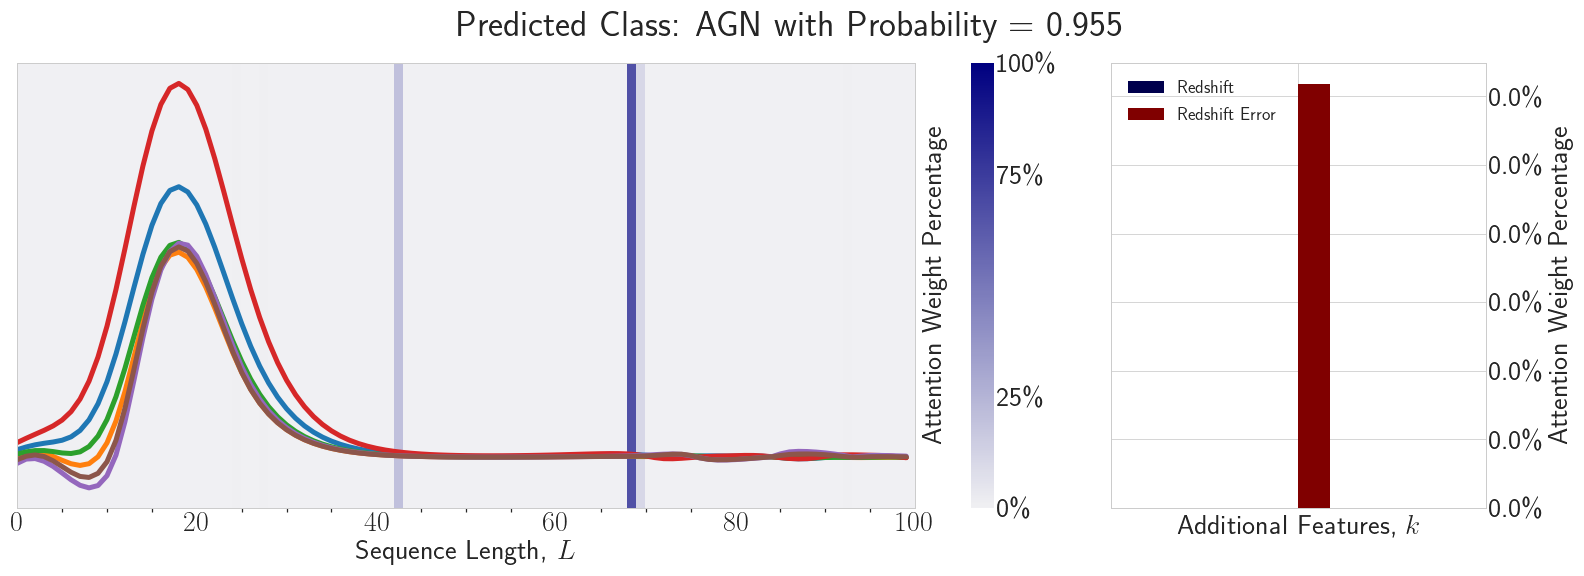 Predicted Class: AGN with Probability = 0.955
0 20 40 60 80 100
Sequence Length, L
Attention Weight Percentage
100%
75%
25%
0%
Redshift
Redshift Error
Additional Features, k
0.0%
0.0%
0.0%
0.0%
0.0%
0.0%
0.0%
Attention Weight Percentage